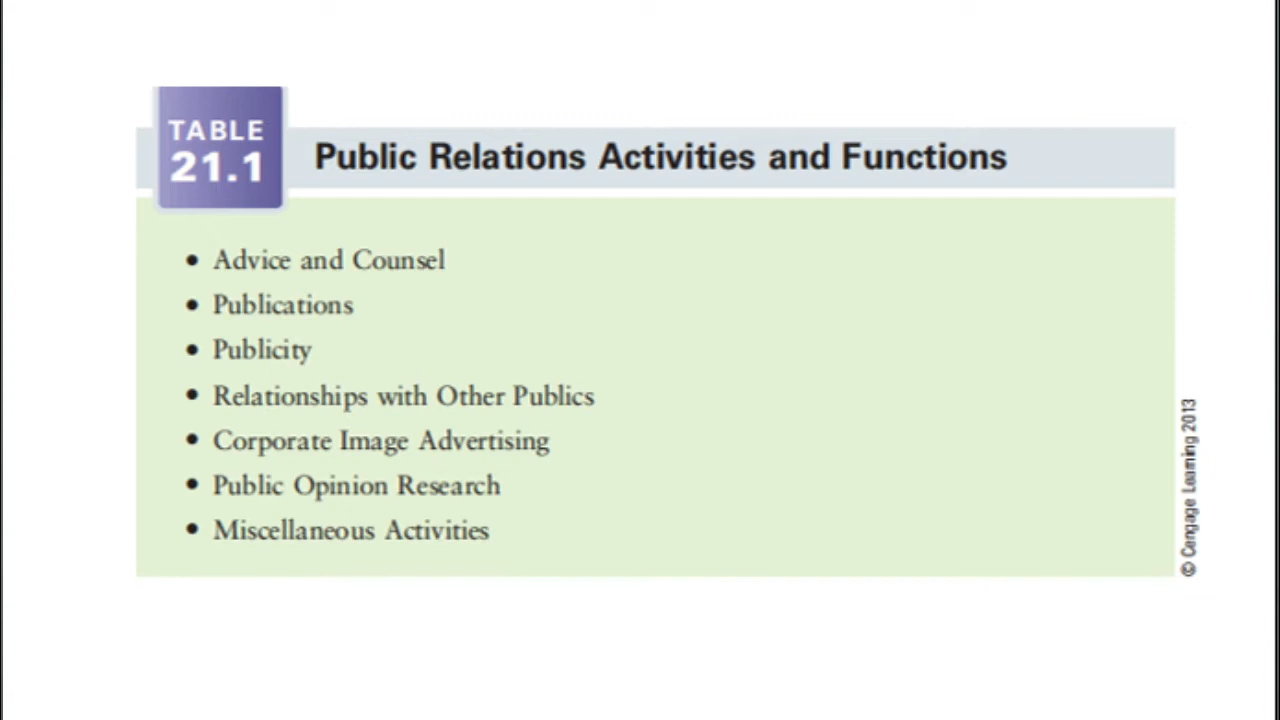 TABLE
21.1
Public Relations Activities and Functions
• Advice and Counsel
• Publications
• Publicity
• Relationships with Other Publics
• Corporate Image Advertising
• Public Opinion Research
• Miscellaneous Activities
© Cengage Learning 2013